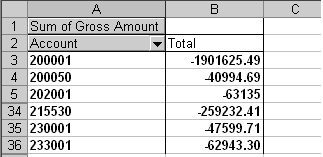 A B C
1 Sum of Gross Amount
2 Account Total
3 200001 -1901625.49
4 200050 -40994.69
5 202001 -63135
34 215530 -259232.41
35 230001 -47599.71
36 233001 -62943.30